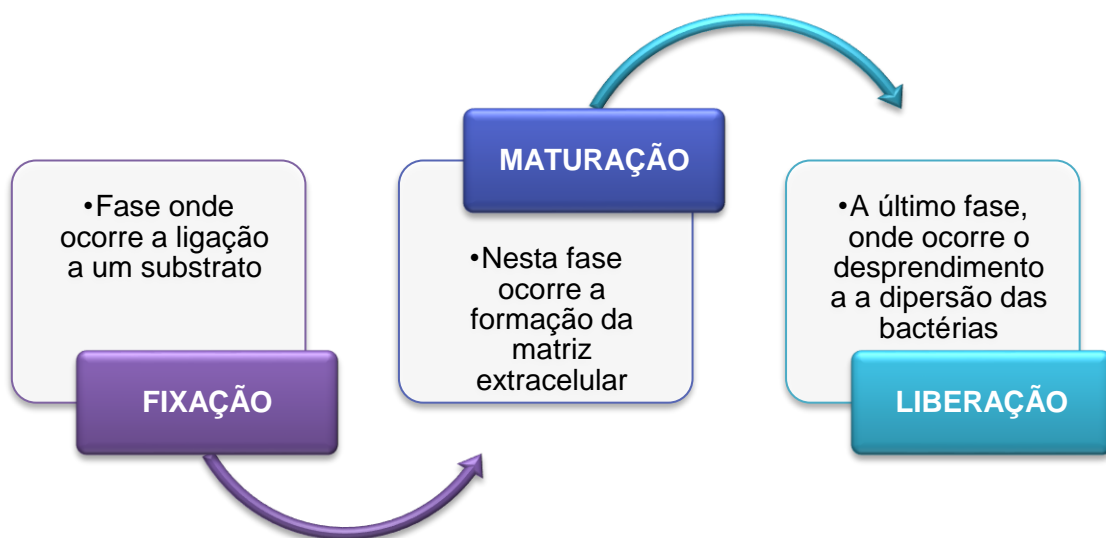 •Fase onde
ocorre a ligação
a um substrato
FIXAÇÃO
MATURAÇÃO
•Nesta fase
ocorre a
formação da
matriz
extracelular
•A último fase,
onde ocorre o
desprendimento
a a dipersão das
bactérias
LIBERAÇÃO